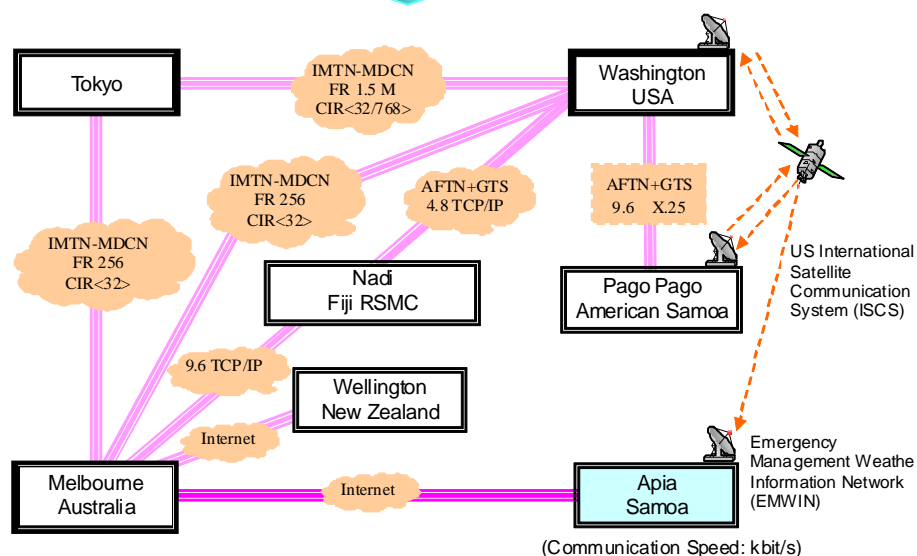 IMTN-MDCN
FR 1.5 M
CIR<32/768>
Tokyo
Washington
USA
IMTN-MDCN
FR 256
CIR<32>
AFTN+GTS
4.8 TCP/IP
AFTN+GTS
9.6 X.25
IMTN-MDCN
FR 256
CIR<32>
Nadi
Fiji RSMC
Pago Pago
American Samoa
US International
Satellite
Communication
System (ISCS)
9.6 TCP/IP
Wellington
New Zealand
Internet
Melbourne
Australia
Internet
Apia
Samoa
Emergency
Management Weathe
Information Network
(EMWIN)
(Communication Speed: kbit/s)